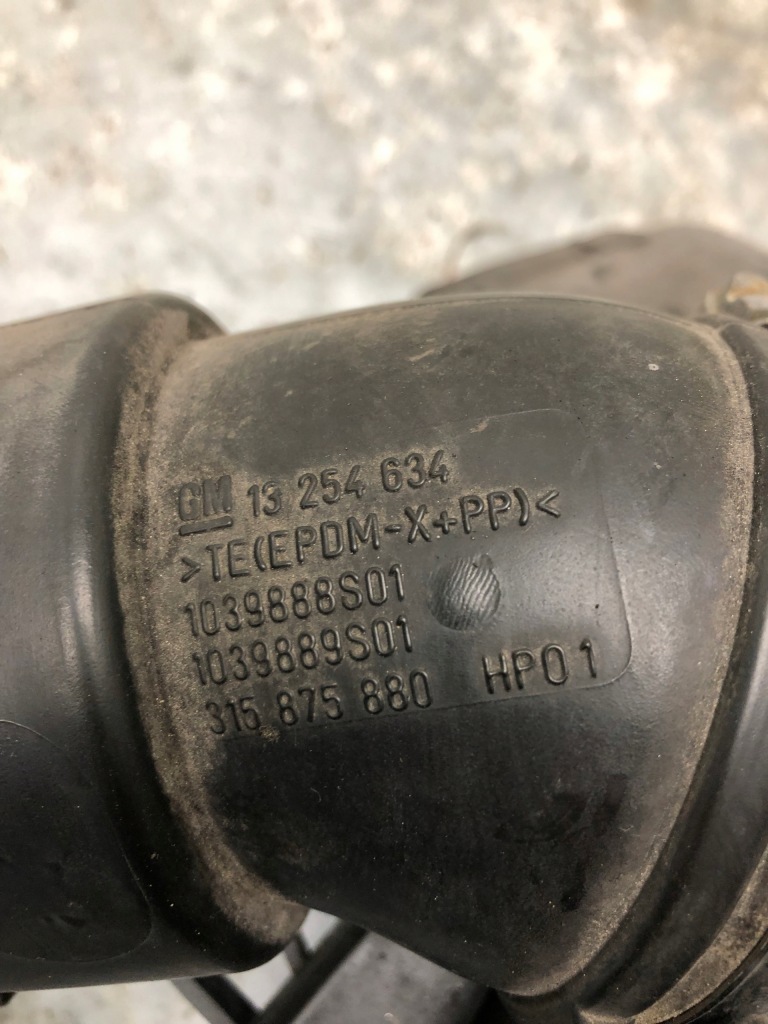 GM 13 254 634
>TE(EPDM-X+PP)<
1039888S01
1039889S01
315 875 880 HP01